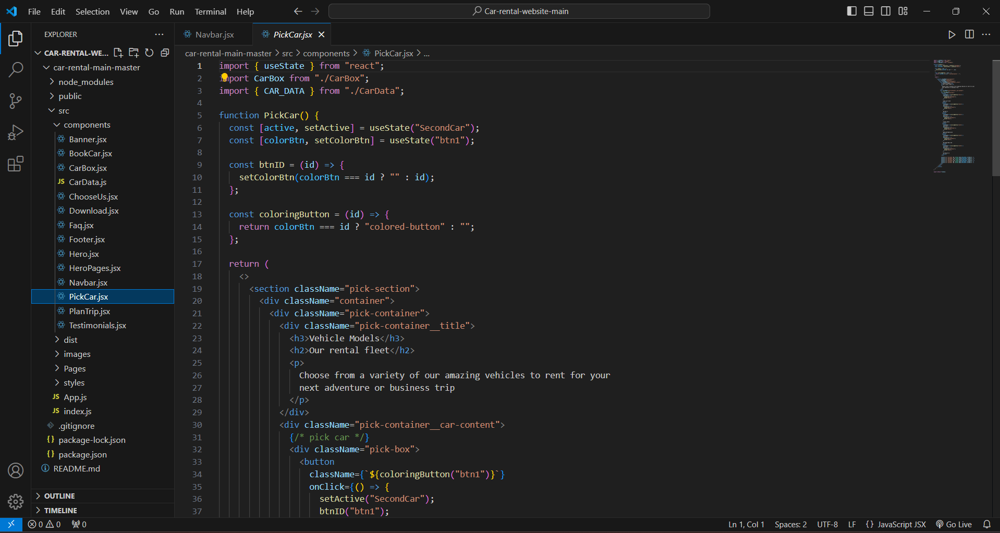 File Edit Selection View Go Run Terminal Help
Car-rental-website-main
EXPLORER
CAR-RENTAL-WE...
car-rental-main-master
node_modules
public
src
components
Banner.jsx
BookCar.jsx
CarBox.jsx
JS CarData.js
ChooseUs.jsx
Download.jsx
Faq.jsx
Footer.jsx
Hero.jsx
HeroPages.jsx
Navbar.jsx
PickCar.jsx
PlanTrip.jsx
Testimonials.jsx
dist
images
Pages
styles
JS App.js
JS index.js
.gitignore
{} package-lock.json
{} package.json
README.md
OUTLINE
TIMELINE
Navbar.jsx PickCar.jsx
car-rental-main-master > src > components > PickCar.jsx > ...
1 import { useState } from "react";
2 import CarBox from "./CarBox";
3 import { CAR_DATA } from "./CarData";
4
5 function PickCar() {
6 const [active, setActive] = useState("SecondCar");
7 const [colorBtn, setColorBtn] = useState("btn1");
8
9 const btnID = (id) => {
10 setColorBtn(colorBtn === id ? "" : id);
11 };
12
13 const coloringButton = (id) => {
14 return colorBtn === id ? "colored-button" : "";
15 };
16
17 return (
18 <>
19 <section className="pick-section">
20 <div className="container">
21 <div className="pick-container">
22 <div className="pick-container__title">
23 <h3>Vehicle Models</h3>
24 <h2>Our rental fleet</h2>
25 <p>
26 Choose from a variety of our amazing vehicles to rent for your
27 next adventure or business trip
28 </p>
29 </div>
30 <div className="pick-container__car-content">
31 {/* pick car */}
32 <div className="pick-box">
33 <button
34 className={`${coloringButton("btn1")}`}
35 onClick={() => {
36 setActive("SecondCar");
37 btnID("btn1");
0 0 0
Ln 1, Col 1 Spaces: 2 UTF-8 LF {} JavaScript JSX Go Live